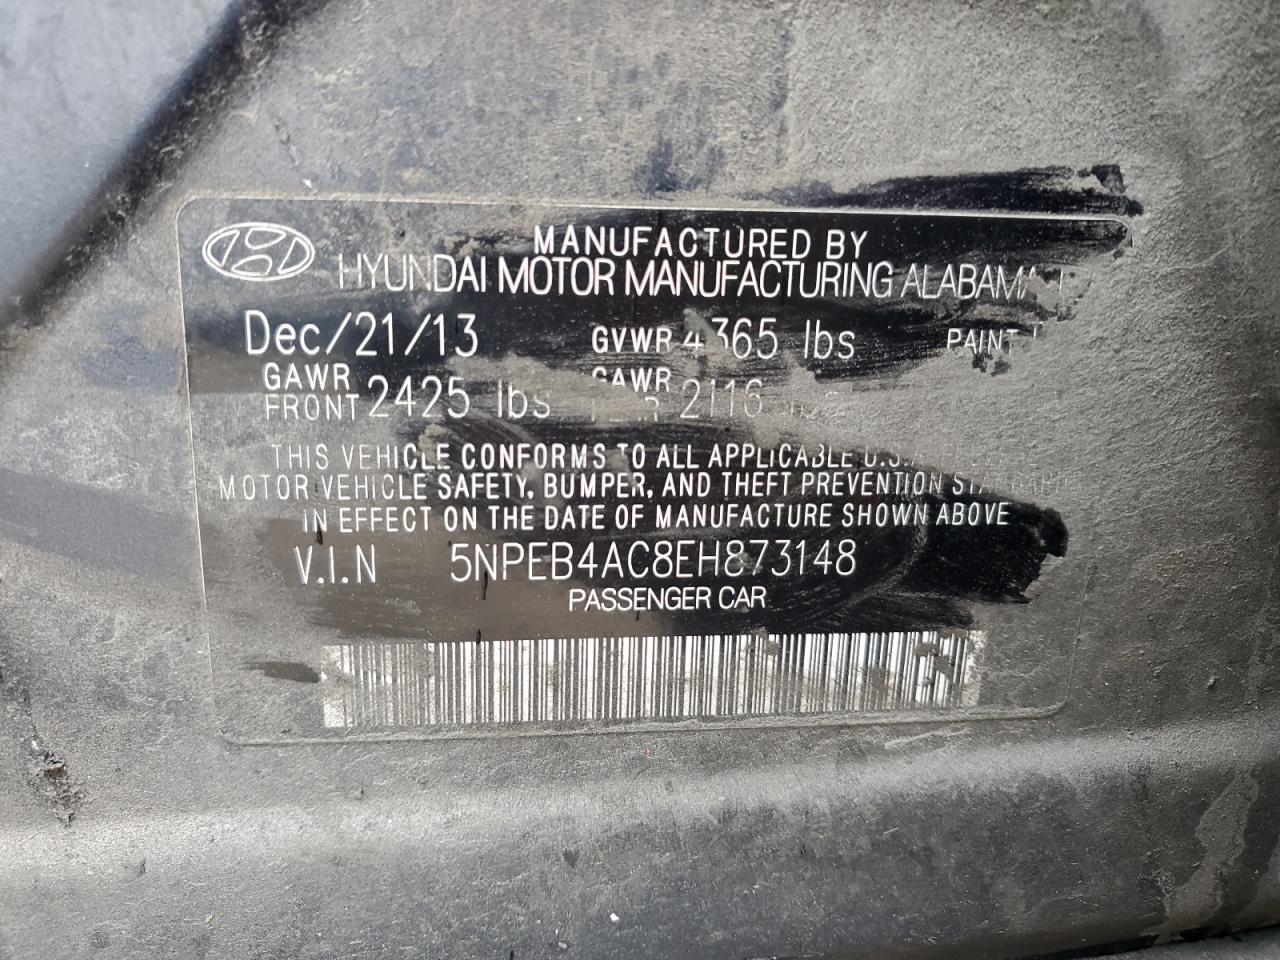 MANUFACTURED BY
HYUNDAI MOTOR MANUFACTURING ALABAMA
Dec/21/13 GVWR 4365 lbs PAINT
GAWR FRONT 2425 lbs GAWR 2116
THIS VEHICLE CONFORMS TO ALL APPLICABLE U.S.A
MOTOR VEHICLE SAFETY, BUMPER, AND THEFT PREVENTION STANDARD
IN EFFECT ON THE DATE OF MANUFACTURE SHOWN ABOVE
V.I.N 5NPEB4AC8EH873148
PASSENGER CAR